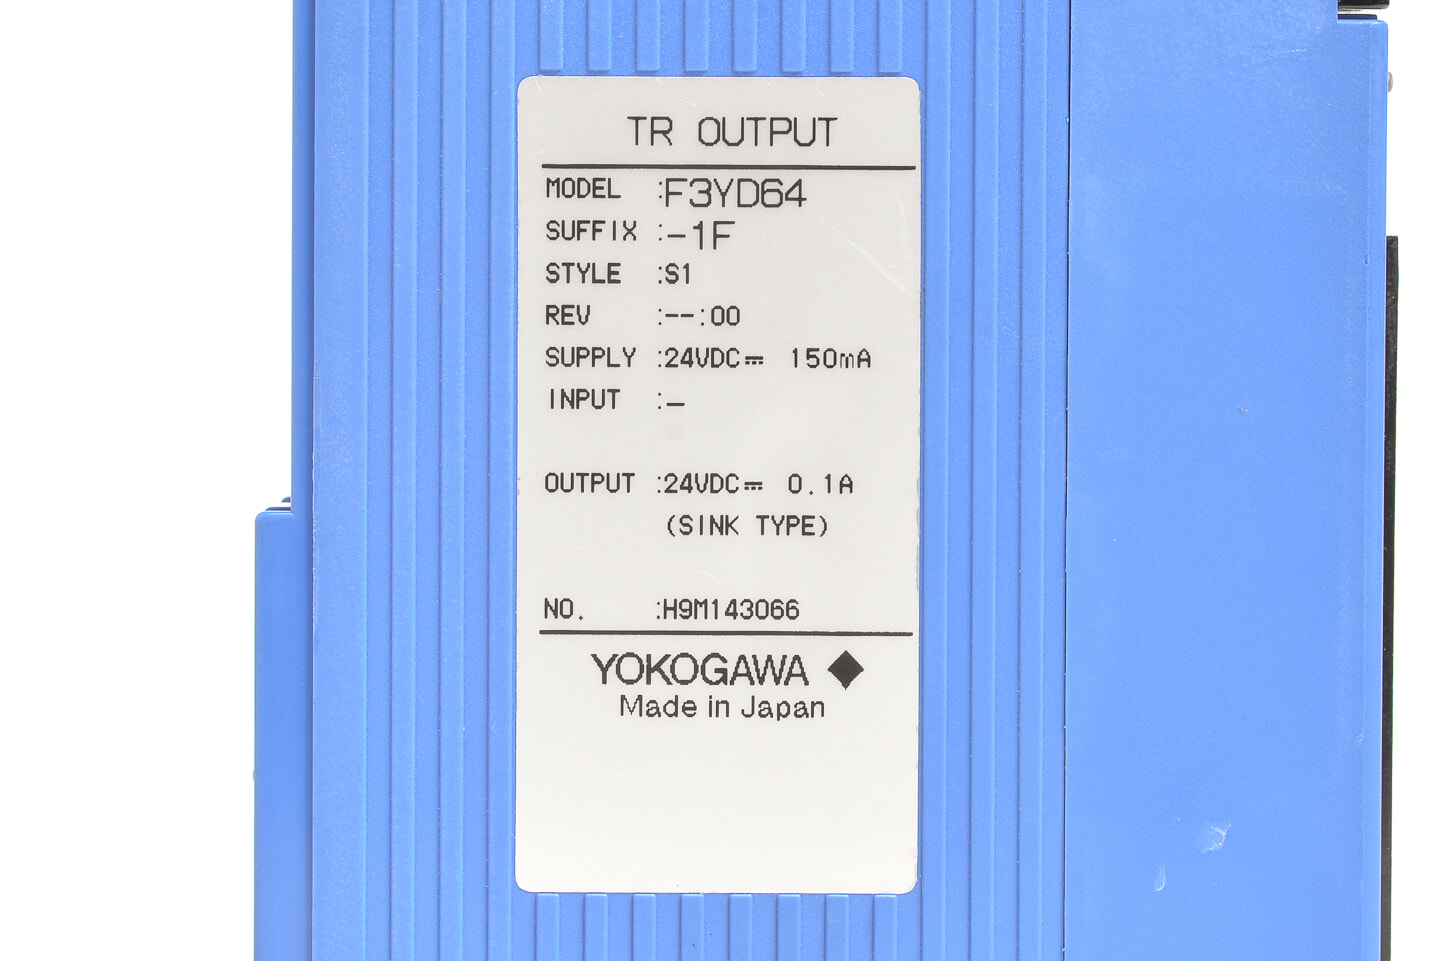 TR OUTPUT
MODEL :F3YD64
SUFFIX :-1F
STYLE :S1
REV :--:00
SUPPLY :24VDC⎓ 150mA
INPUT :-
OUTPUT :24VDC⎓ 0.1A
(SINK TYPE)
NO. :H9M143066
YOKOGAWA ◆
Made in Japan